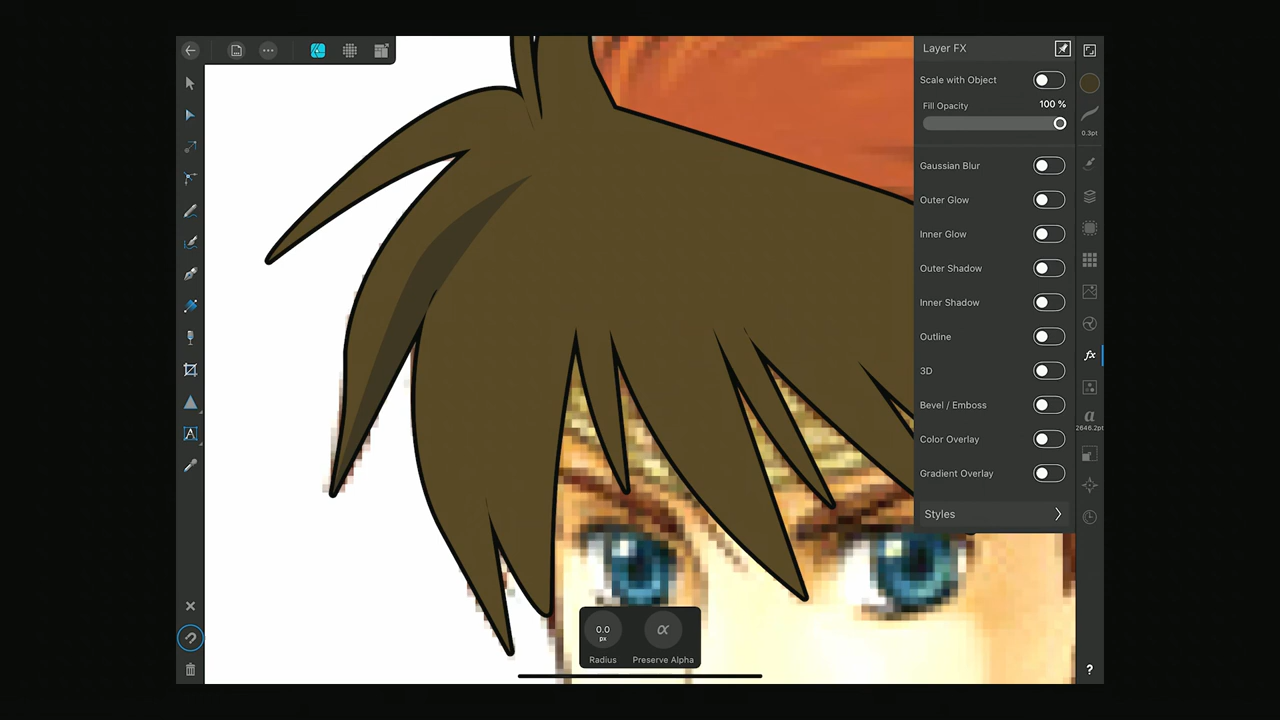 Layer FX
Scale with Object
Fill Opacity
100 %
0.3pt
Gaussian Blur
Outer Glow
Inner Glow
Outer Shadow
Inner Shadow
Outline
fx
3D
Bevel / Emboss
a
2646.2pt
Color Overlay
Gradient Overlay
Styles
A
0.0
px
α
Radius
Preserve Alpha
?